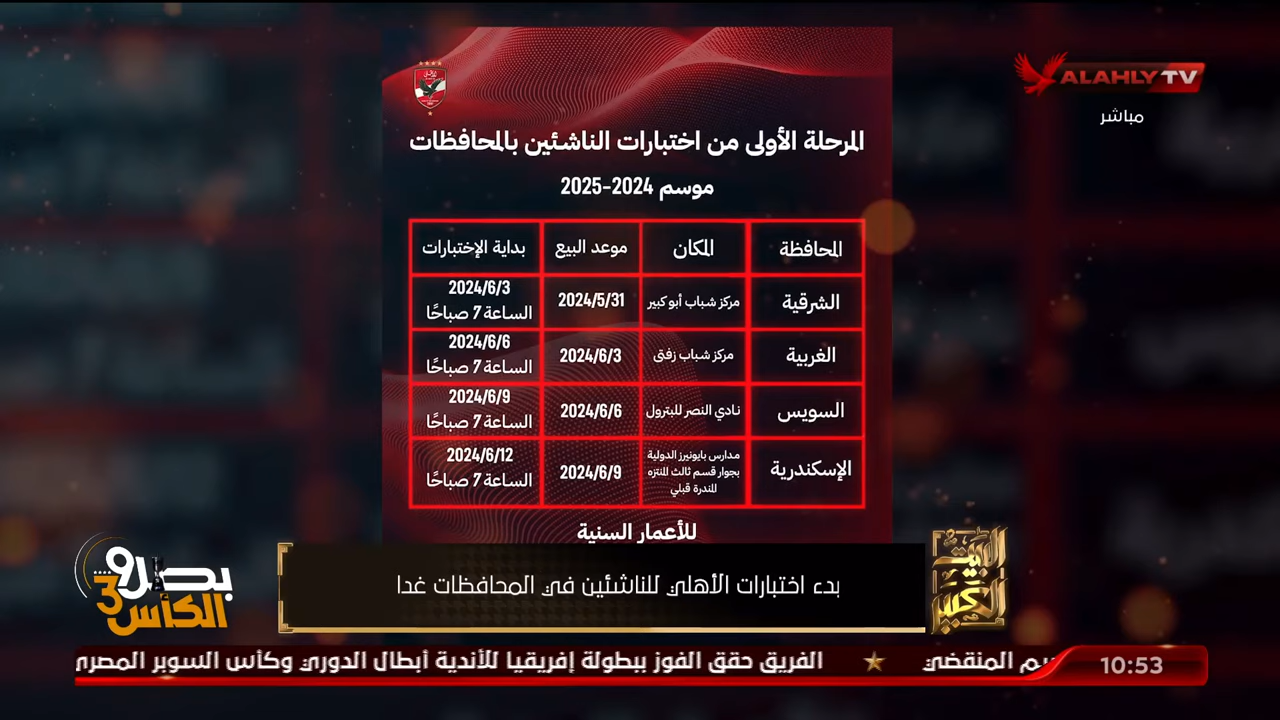 ALAHLY TV
مباشر
المرحلة الأولى من اختبارات الناشئين بالمحافظات
موسم 2024-2025
المحافظة المكان موعد البيع بداية الإختبارات
الشرقية مركز شباب أبو كبير 2024/5/31 2024/6/3
الساعة 7 صباحًا
الغربية مركز شباب زفتى 2024/6/3 2024/6/6
الساعة 7 صباحًا
السويس نادي النصر للبترول 2024/6/6 2024/6/9
الساعة 7 صباحًا
الإسكندرية مدارس بايونيرز الدولية
بجوار قسم ثالث المنتزه
المندرة قبلي
2024/6/9 2024/6/12
الساعة 7 صباحًا
للأعمار السنية
البيت
الكبير
بدء اختبارات الأهلي للناشئين في المحافظات غدا
الكأس 3
10:53
يم المنقضي ★ الفريق حقق الفوز ببطولة إفريقيا للأندية أبطال الدوري وكأس السوبر المصري